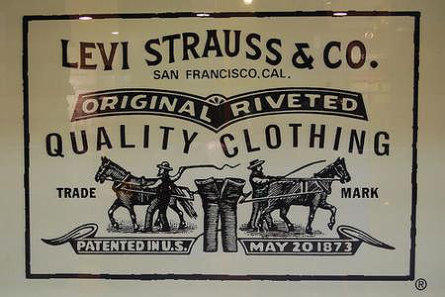 LEVI STRAUSS & CO.
SAN FRANCISCO, CAL.
ORIGINAL RIVETED
QUALITY CLOTHING
TRADE MARK
PATENTED IN U.S. MAY 20 1873
®